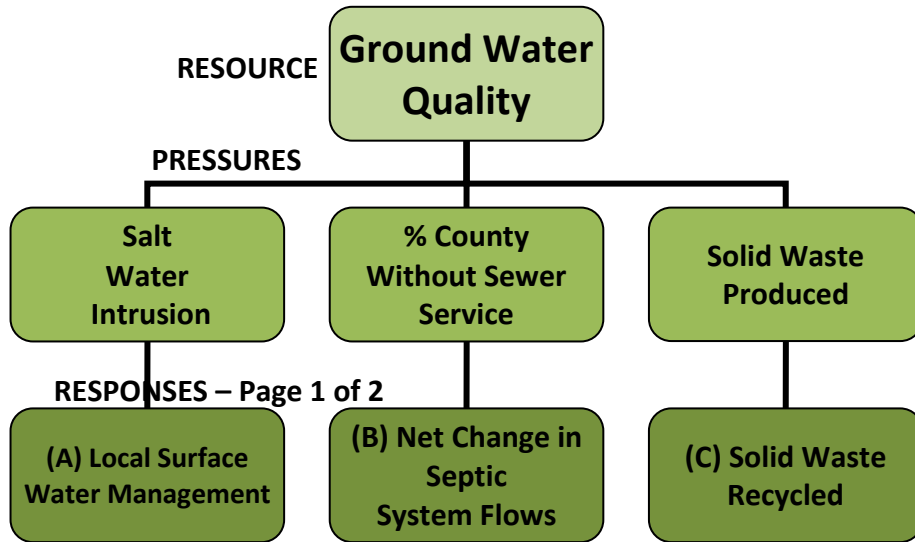 RESOURCE
Ground Water
Quality
PRESSURES
Salt
Water
Intrusion
% County
Without Sewer
Service
Solid Waste
Produced
RESPONSES – Page 1 of 2
(A) Local Surface
Water Management
(B) Net Change in
Septic
System Flows
(C) Solid Waste
Recycled